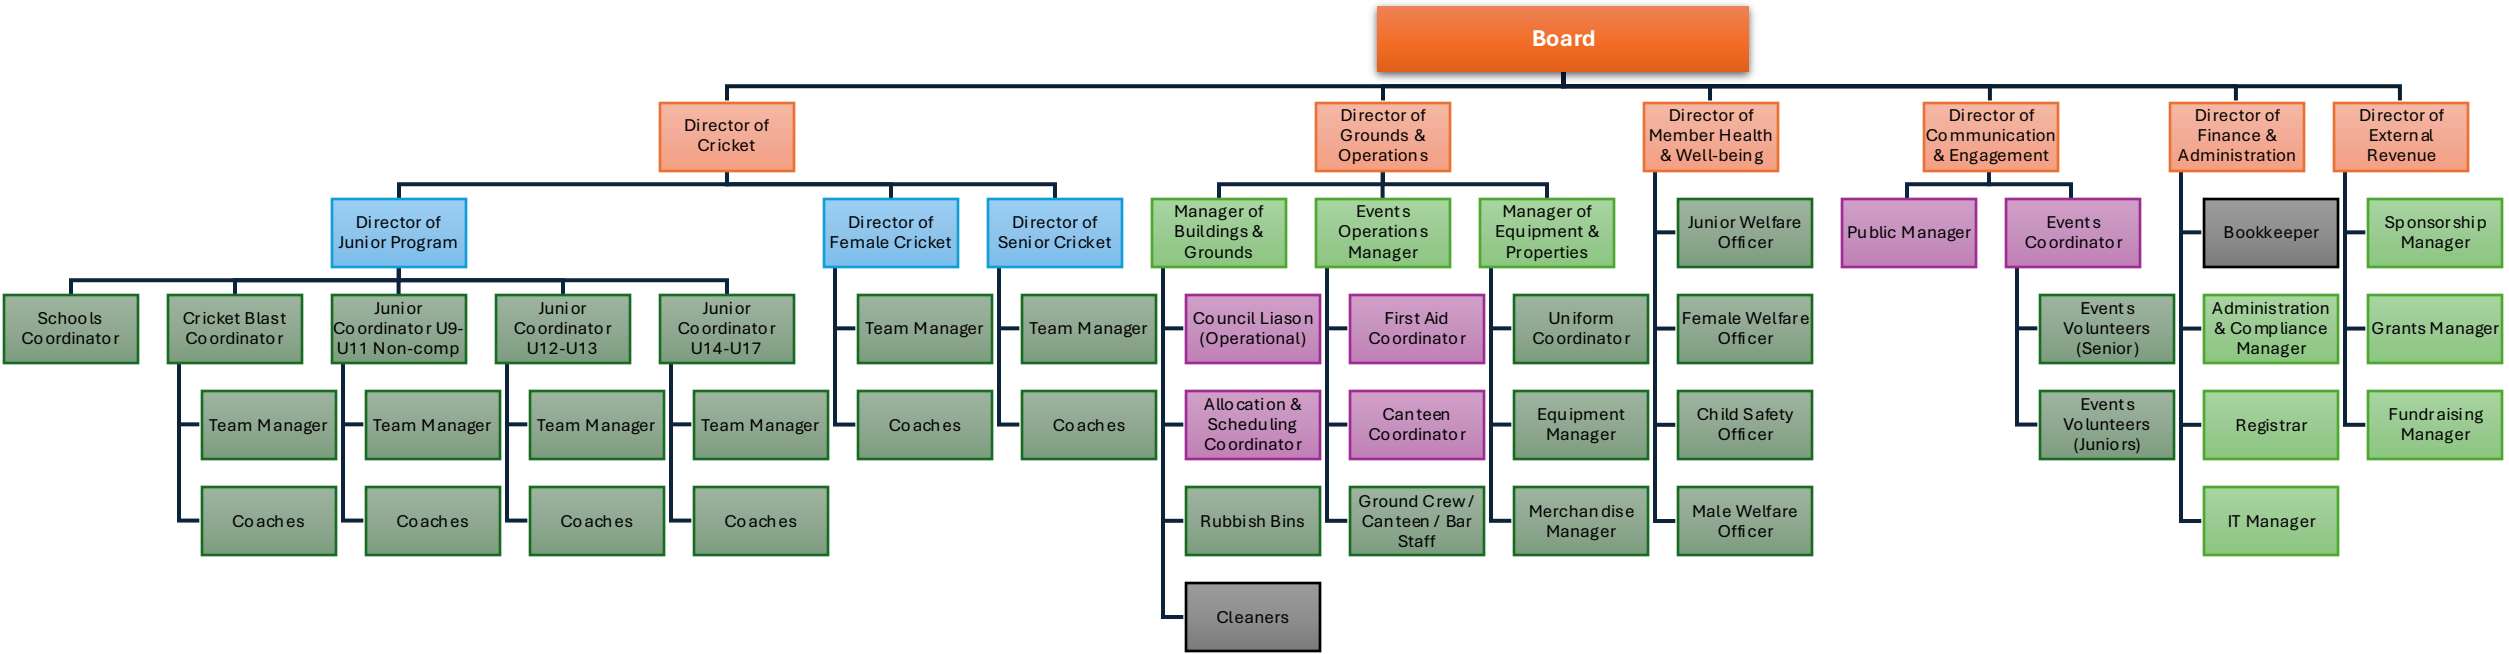 Board
Director of
Cricket
Director of
Grounds &
Operations
Director of
Member Health
& Well-being
Director of
Communication
& Engagement
Director of
Finance &
Administration
Director of
External
Revenue
Director of
Junior Program
Director of
Female Cricket
Director of
Senior Cricket
Manager of
Buildings &
Grounds
Events
Operations
Manager
Manager of
Equipment &
Properties
Junior Welfare
Officer
Public Manager
Events
Coordinator
Bookkeeper
Sponsorship
Manager
Schools
Coordinator
Cricket Blast
Coordinator
Junior
Coordinator U9-
U11 Non-comp
Junior
Coordinator
U12-U13
Junior
Coordinator
U14-U17
Team Manager
Team Manager
Council Liason
(Operational)
First Aid
Coordinator
Uniform
Coordinator
Female Welfare
Officer
Events
Volunteers
(Senior)
Administration
& Compliance
Manager
Grants Manager
Team Manager
Team Manager
Team Manager
Team Manager
Coaches
Coaches
Allocation &
Scheduling
Coordinator
Canteen
Coordinator
Equipment
Manager
Child Safety
Officer
Events
Volunteers
(Juniors)
Registrar
Fundraising
Manager
Coaches
Coaches
Coaches
Coaches
Rubbish Bins
Ground Crew /
Canteen / Bar
Staff
Merchandise
Manager
Male Welfare
Officer
IT Manager
Cleaners